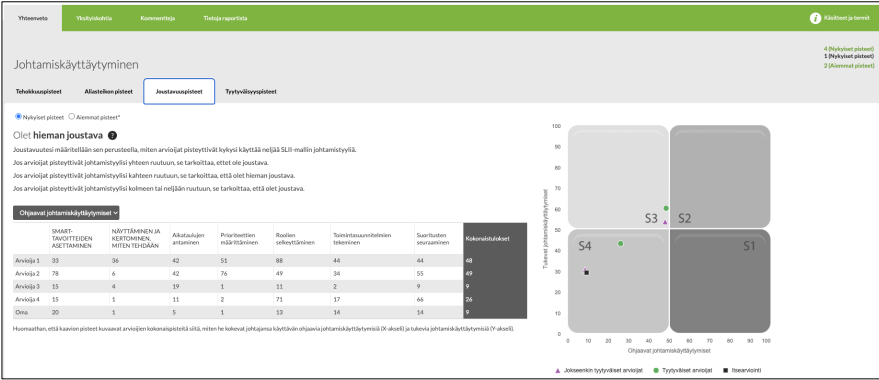 Yhteenveto Yksityiskohtia Kommentteja Tietoja raportista Käsitteet ja termit
4 (Nykyiset pisteet)
Johtamiskäyttäytyminen 1 (Nykyiset pisteet)
2 (Aiemmat pisteet)
Tehokkuuspisteet Aliasteikon pisteet Joustavuuspisteet Tyytyväisyyspisteet
Nykyiset pisteet Aiemmat pisteet*
Olet hieman joustava ?
Joustavuutesi määritellään sen perusteella, miten arvioijat pisteyttivät kykysi käyttää neljää SLII-mallin johtamistyyliä.
Jos arvioijat pisteyttivät johtamistyylisi yhteen ruutuun, se tarkoittaa, ettet ole joustava.
Jos arvioijat pisteyttivät johtamistyylisi kahteen ruutuun, se tarkoittaa, että olet hieman joustava.
Jos arvioijat pisteyttivät johtamistyylisi kolmeen tai neljään ruutuun, se tarkoittaa, että olet joustava.
Ohjaavat johtamiskäyttäytymiset
SMART-TAVOITTEIDEN ASETTAMINEN NÄYTTÄMINEN JA KERTOMINEN, MITEN TEHDÄÄN Aikataulujen antaminen Prioriteettien määrittäminen Roolien selkeyttäminen Toimintasuunnitelmien tekeminen Suoritusten seuraaminen Kokonaistulokset
Arvioija 1 33 36 42 51 88 44 44 48
Arvioija 2 78 6 42 76 49 34 55 49
Arvioija 3 15 4 19 1 11 2 9 9
Arvioija 4 15 1 11 2 71 17 66 26
Oma 20 1 5 1 13 14 14 9
Huomaathan, että kaavion pisteet kuvaavat arvioijien kokonaispisteitä siitä, miten he kokevat johtajansa käyttävän ohjaavia johtamiskäyttäytymisiä (X-akseli) ja tukevia johtamiskäyttäytymisiä (Y-akseli).
Tukevat johtamiskäyttäytymiset
100
90
80
70
60
50
40
30
20
10
0
S3 S2
S4 S1
0 10 20 30 40 50 60 70 80 90 100
Ohjaavat johtamiskäyttäytymiset
Jokseenkin tyytyväiset arvioijat Tyytyväiset arvioijat Itsearviointi